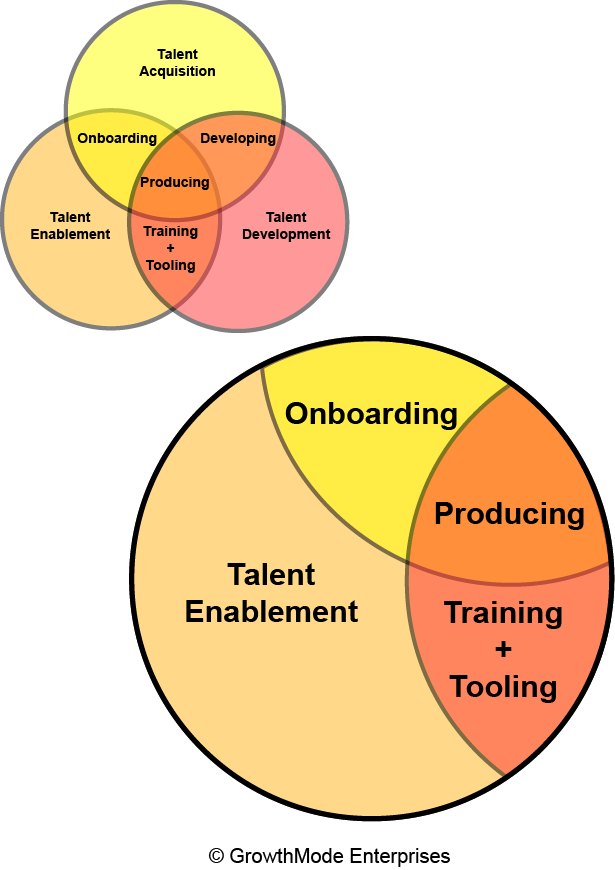 Talent
Acquisition
Onboarding
Developing
Producing
Talent
Enablement
Training
+
Tooling
Talent
Development
Onboarding
Producing
Talent
Enablement
Training
+
Tooling
© GrowthMode Enterprises